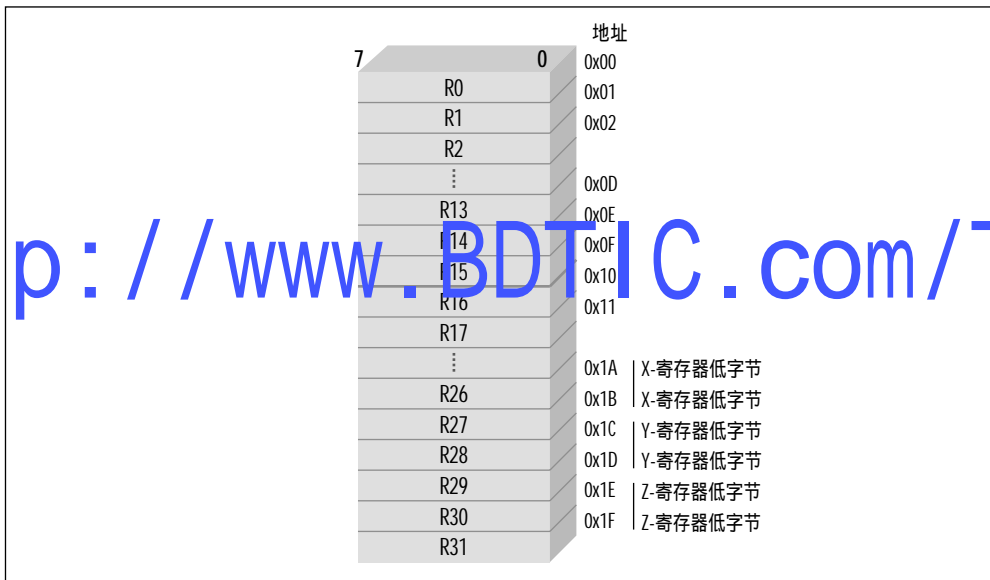 地址
7 0 0x00
R0 0x01
R1 0x02
R2
⋮ 0x0D
R13 0x0E
R14 0x0F
p://www.BDTIC.com/T
R15 0x10
R16 0x11
R17
⋮ 0x1A X-寄存器低字节
R26 0x1B X-寄存器低字节
R27 0x1C Y-寄存器低字节
R28 0x1D Y-寄存器低字节
R29 0x1E Z-寄存器低字节
R30 0x1F Z-寄存器低字节
R31